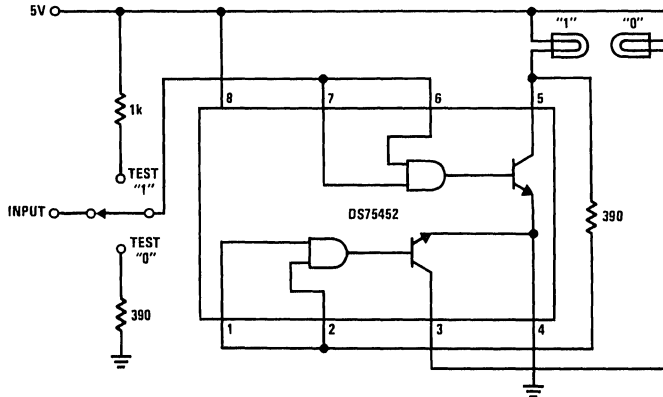 5V
"1" "0"
8 7 6 5
1k
TEST
"1"
INPUT
DS75452
390
TEST
"0"
390
1 2 3 4